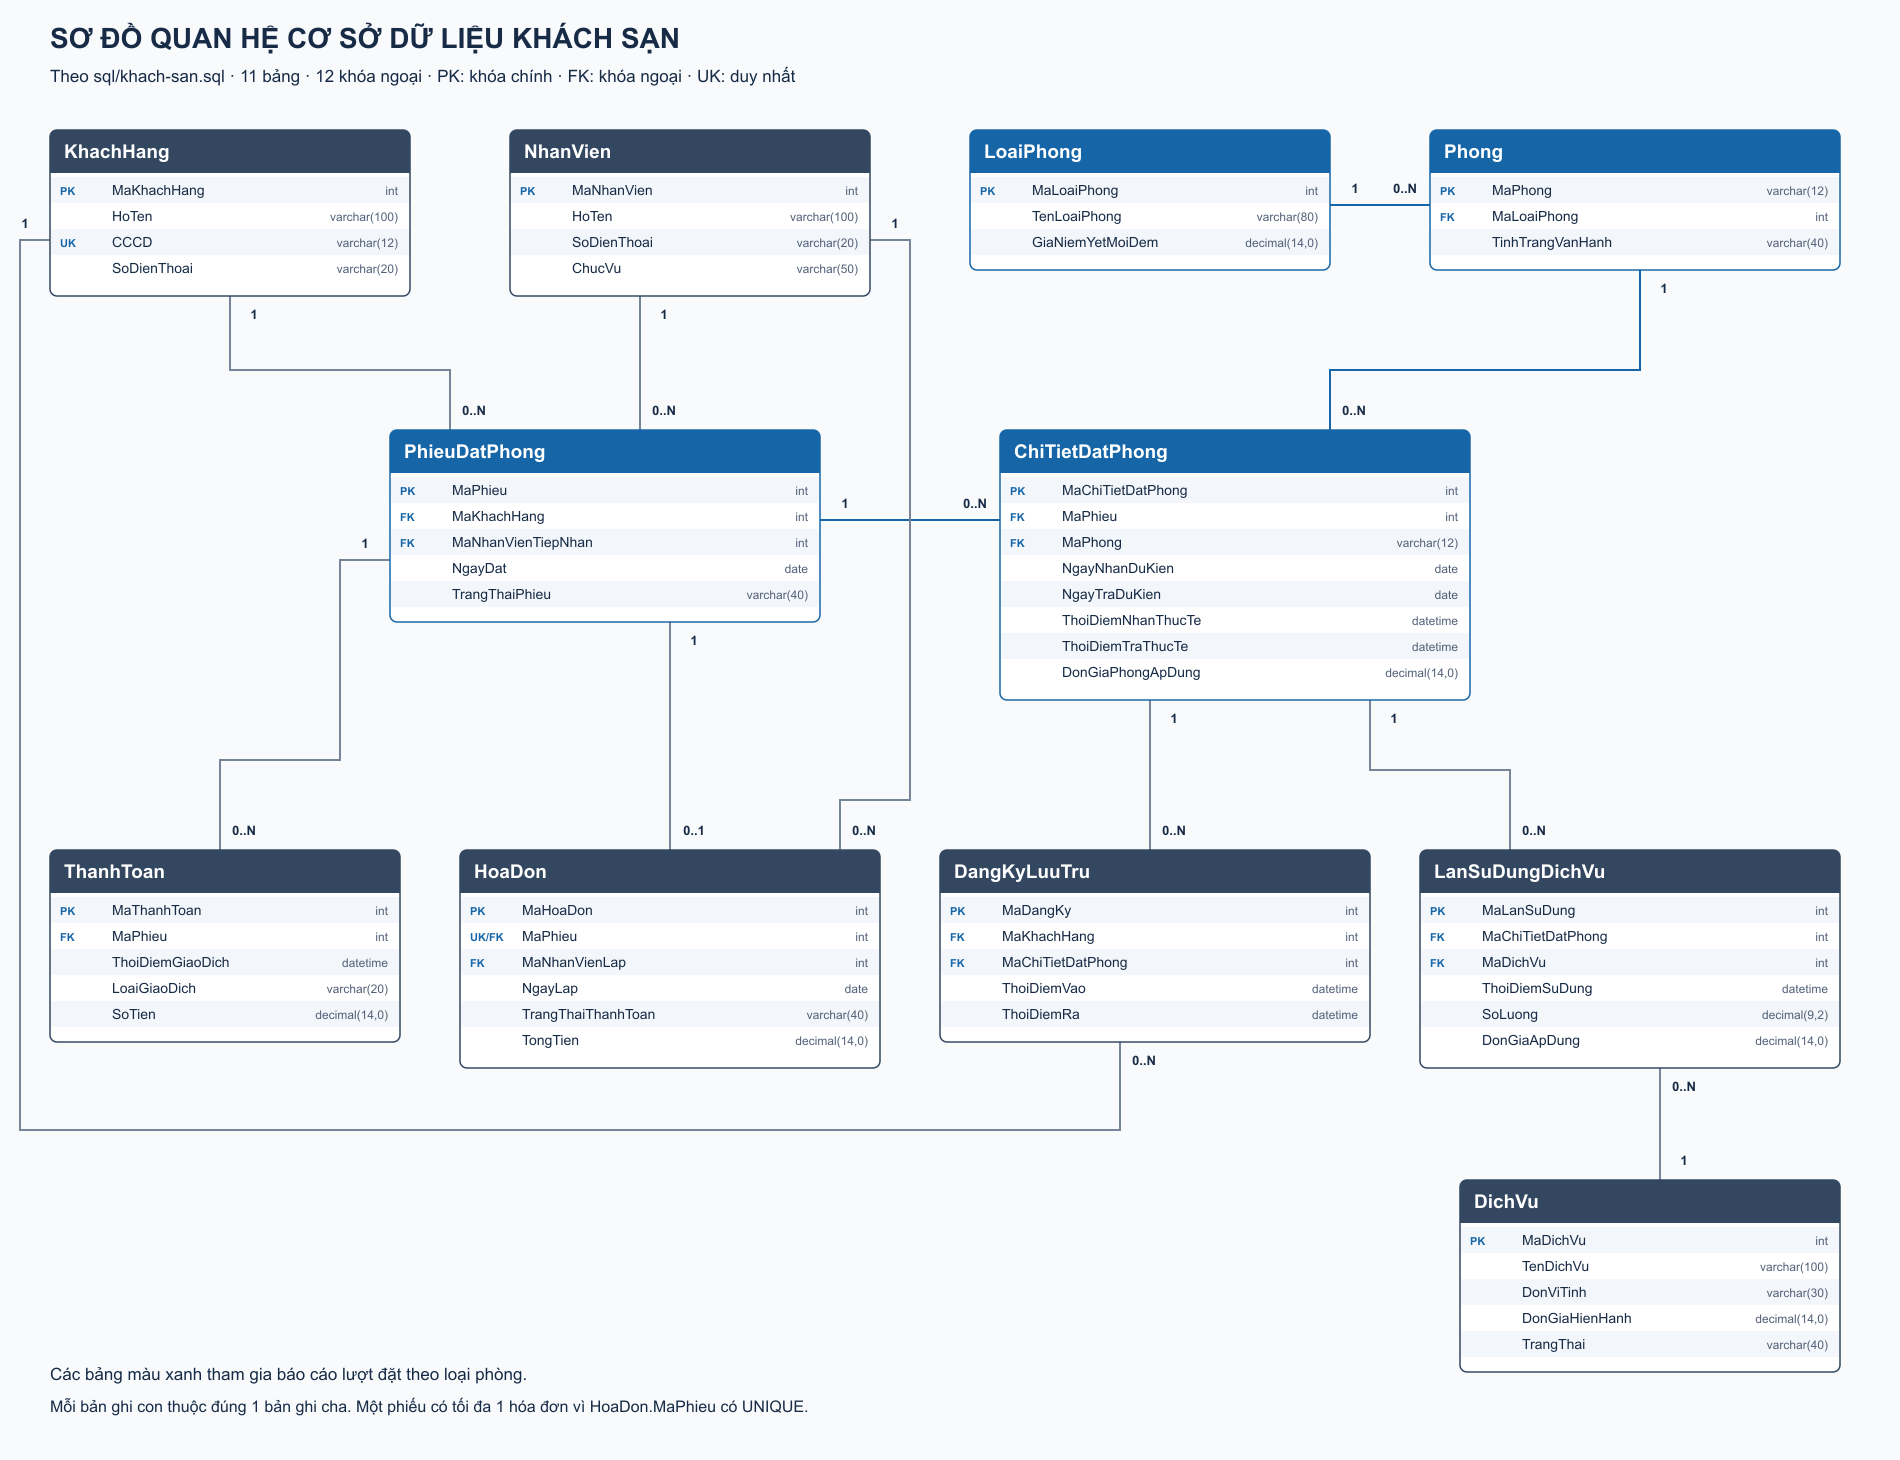 SƠ ĐỒ QUAN HỆ CƠ SỞ DỮ LIỆU KHÁCH SẠN
Theo sql/khach-san.sql · 11 bảng · 12 khóa ngoại · PK: khóa chính · FK: khóa ngoại · UK: duy nhất
KhachHang
PK MaKhachHang int
HoTen varchar(100)
UK CCCD varchar(12)
SoDienThoai varchar(20)
NhanVien
PK MaNhanVien int
HoTen varchar(100)
SoDienThoai varchar(20)
ChucVu varchar(50)
LoaiPhong
PK MaLoaiPhong int
TenLoaiPhong varchar(80)
GiaNiemYetMoiDem decimal(14,0)
1 0..N
Phong
PK MaPhong varchar(12)
FK MaLoaiPhong int
TinhTrangVanHanh varchar(40)
1
1
1
1
1
0..N
0..N
0..N
PhieuDatPhong
PK MaPhieu int
FK MaKhachHang int
FK MaNhanVienTiepNhan int
NgayDat date
TrangThaiPhieu varchar(40)
1 0..N
ChiTietDatPhong
PK MaChiTietDatPhong int
FK MaPhieu int
FK MaPhong varchar(12)
NgayNhanDuKien date
NgayTraDuKien date
ThoiDiemNhanThucTe datetime
ThoiDiemTraThucTe datetime
DonGiaPhongApDung decimal(14,0)
1
1
1
1
0..N
0..1
0..N
0..N
0..N
ThanhToan
PK MaThanhToan int
FK MaPhieu int
ThoiDiemGiaoDich datetime
LoaiGiaoDich varchar(20)
SoTien decimal(14,0)
HoaDon
PK MaHoaDon int
UK/FK MaPhieu int
FK MaNhanVienLap int
NgayLap date
TrangThaiThanhToan varchar(40)
TongTien decimal(14,0)
DangKyLuuTru
PK MaDangKy int
FK MaKhachHang int
FK MaChiTietDatPhong int
ThoiDiemVao datetime
ThoiDiemRa datetime
LanSuDungDichVu
PK MaLanSuDung int
FK MaChiTietDatPhong int
FK MaDichVu int
ThoiDiemSuDung datetime
SoLuong decimal(9,2)
DonGiaApDung decimal(14,0)
0..N
0..N
1
DichVu
PK MaDichVu int
TenDichVu varchar(100)
DonViTinh varchar(30)
DonGiaHienHanh decimal(14,0)
TrangThai varchar(40)
Các bảng màu xanh tham gia báo cáo lượt đặt theo loại phòng.
Mỗi bản ghi con thuộc đúng 1 bản ghi cha. Một phiếu có tối đa 1 hóa đơn vì HoaDon.MaPhieu có UNIQUE.